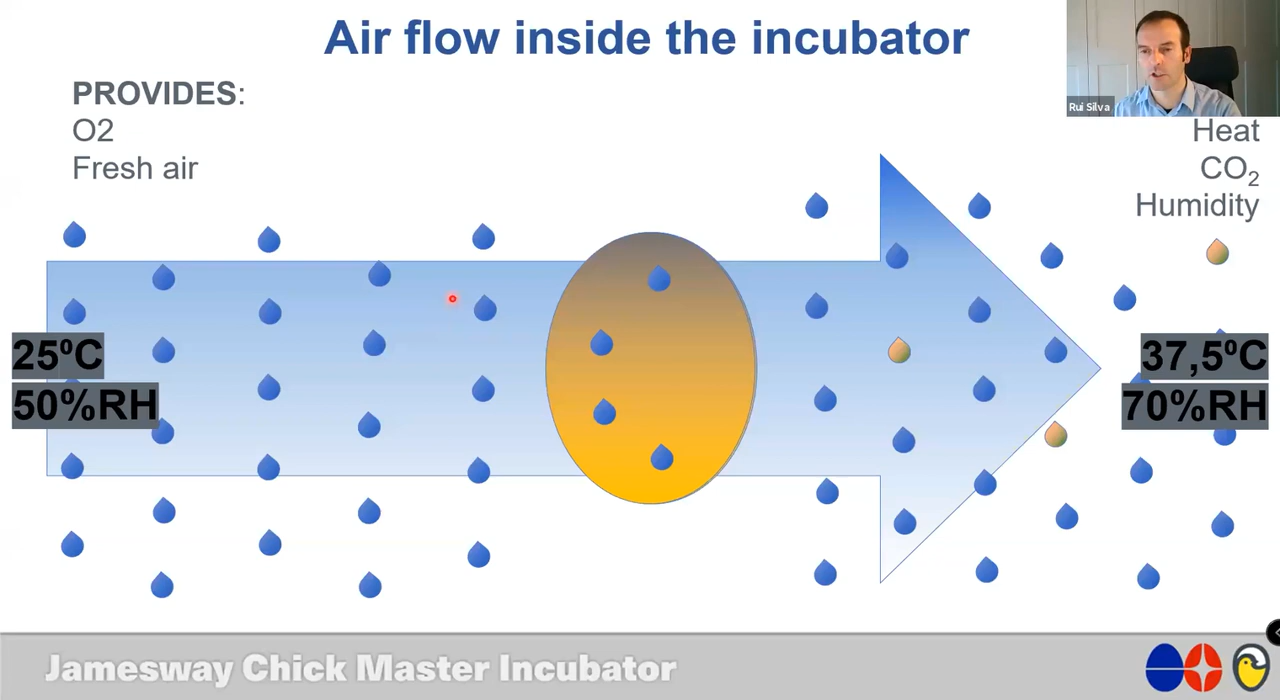 Air flow inside the incubator
PROVIDES:
O2
Fresh air
Rui Silva
Heat
CO₂
Humidity
25ºC
50%RH
37,5ºC
70%RH
Jamesway Chick Master Incubator